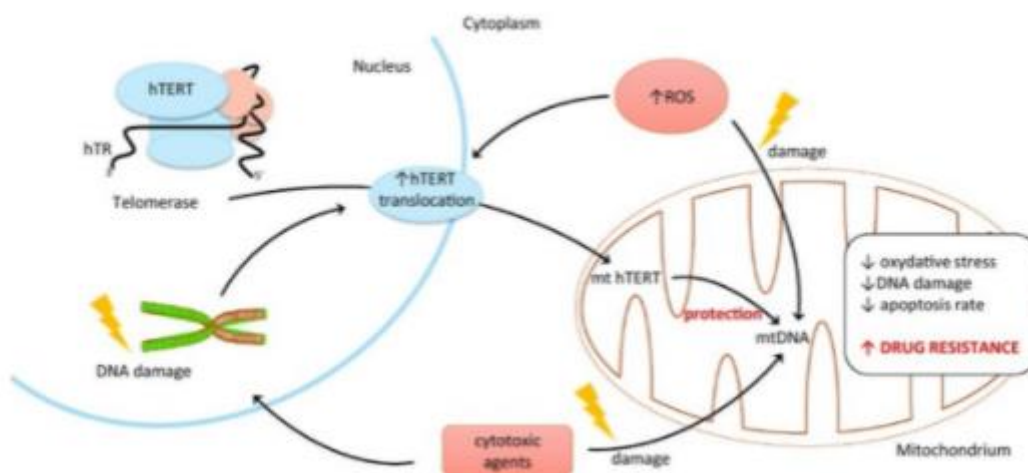 Cytoplasm
Nucleus
hTERT
hTR
Telomerase
↑ROS
damage
↑hTERT
translocation
mt hTERT
protection
mtDNA
↓ oxydative stress
↓DNA damage
↓ apoptosis rate
↑ DRUG RESISTANCE
DNA damage
cytotoxic
agents
damage
Mitochondrium